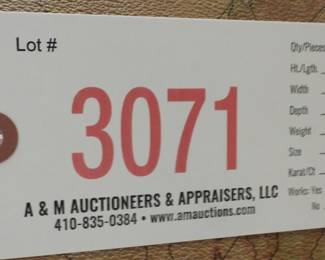 Lot #
3071
A & M AUCTIONEERS & APPRAISERS, LLC
410-835-0384 • www.amauctions.com
Qty/Pieces
Ht./Lgth.
Width
Depth
Weight
Size
Karat/Ct
Works: Yes
No